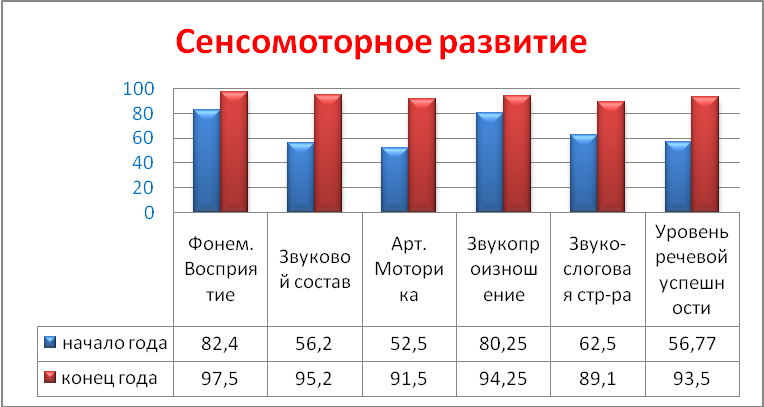 Сенсомоторное развитие
100
80
60
40
20
0
Фонем.
Восприя
тие
Звуково
й состав
Арт.
Мотори
ка
Звукопр
оизнош
ение
Звуко-
слогова
я стр-ра
Уровень
речевой
успешн
ости
начало года 82,4 56,2 52,5 80,25 62,5 56,77
конец года 97,5 95,2 91,5 94,25 89,1 93,5